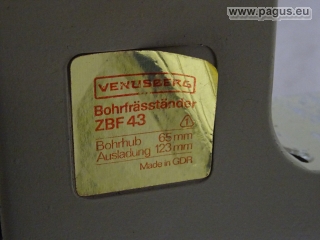 www.pagus.eu
VENUSBERG
Bohrfräsständer
ZBF 43
Bohrhub 65 mm
Ausladung 123 mm
Made in GDR